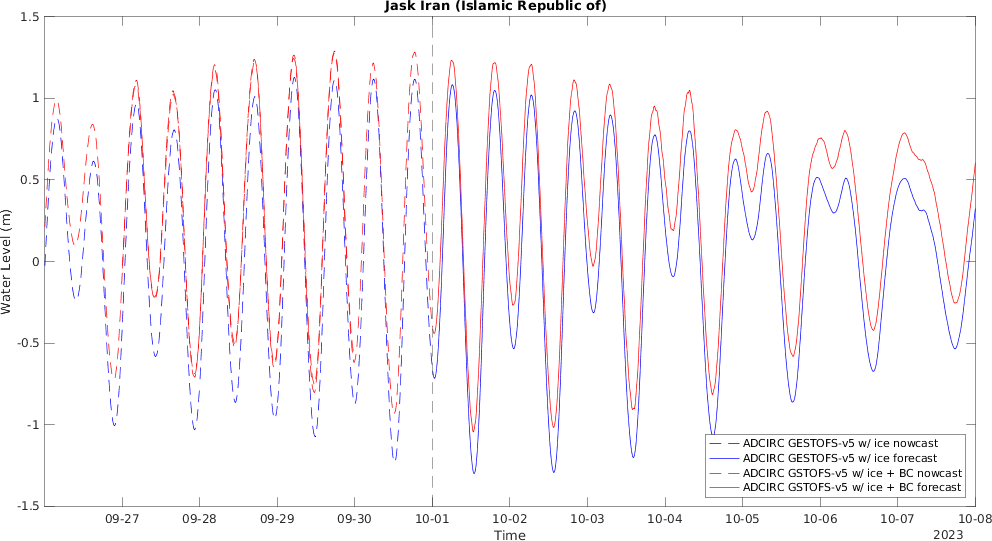 Jask Iran (Islamic Republic of)
1.5
1
0.5
0
-0.5
-1
-1.5
Water Level (m)
ADCIRC GESTOFS-v5 w/ ice nowcast
ADCIRC GESTOFS-v5 w/ ice forecast
ADCIRC GSTOFS-v5 w/ ice + BC nowcast
ADCIRC GSTOFS-v5 w/ ice + BC forecast
09-27 09-28 09-29 09-30 10-01 10-02 10-03 10-04 10-05 10-06 10-07 10-08
Time
2023